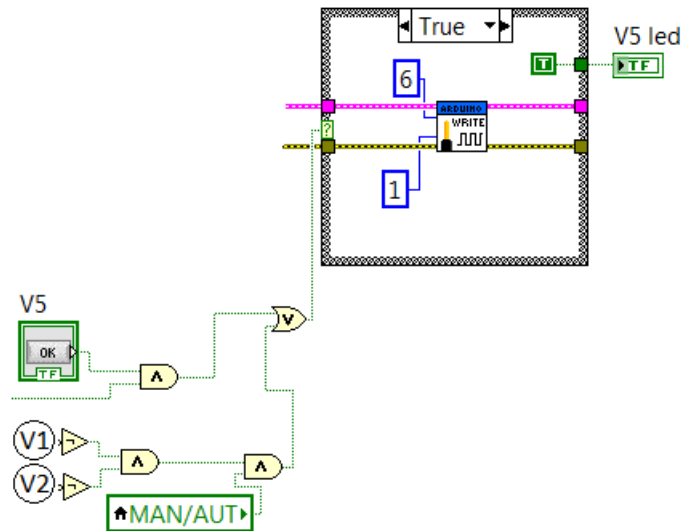 True
V5 led
T
TF
6
ARDUINO
WRITE
?
1
V5
OK
TF
V
Λ
V1
¬
Λ
Λ
V2
¬
MAN/AUT